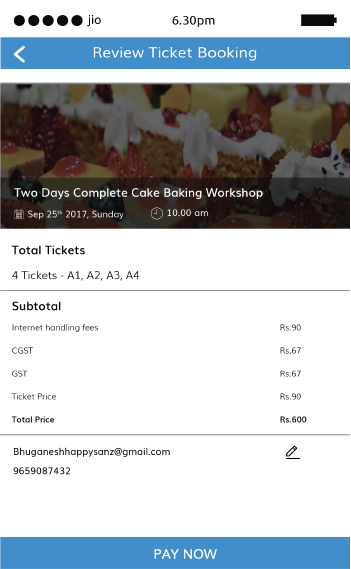 jio 6.30pm
Review Ticket Booking
Two Days Complete Cake Baking Workshop
Sep 25th 2017, Sunday 10.00 am
Total Tickets
4 Tickets - A1, A2, A3, A4
Subtotal
Internet handling fees Rs.90
CGST Rs.67
GST Rs.67
Ticket Price Rs.90
Total Price Rs.600
Bhuganeshhappysanz@gmail.com
9659087432
PAY NOW